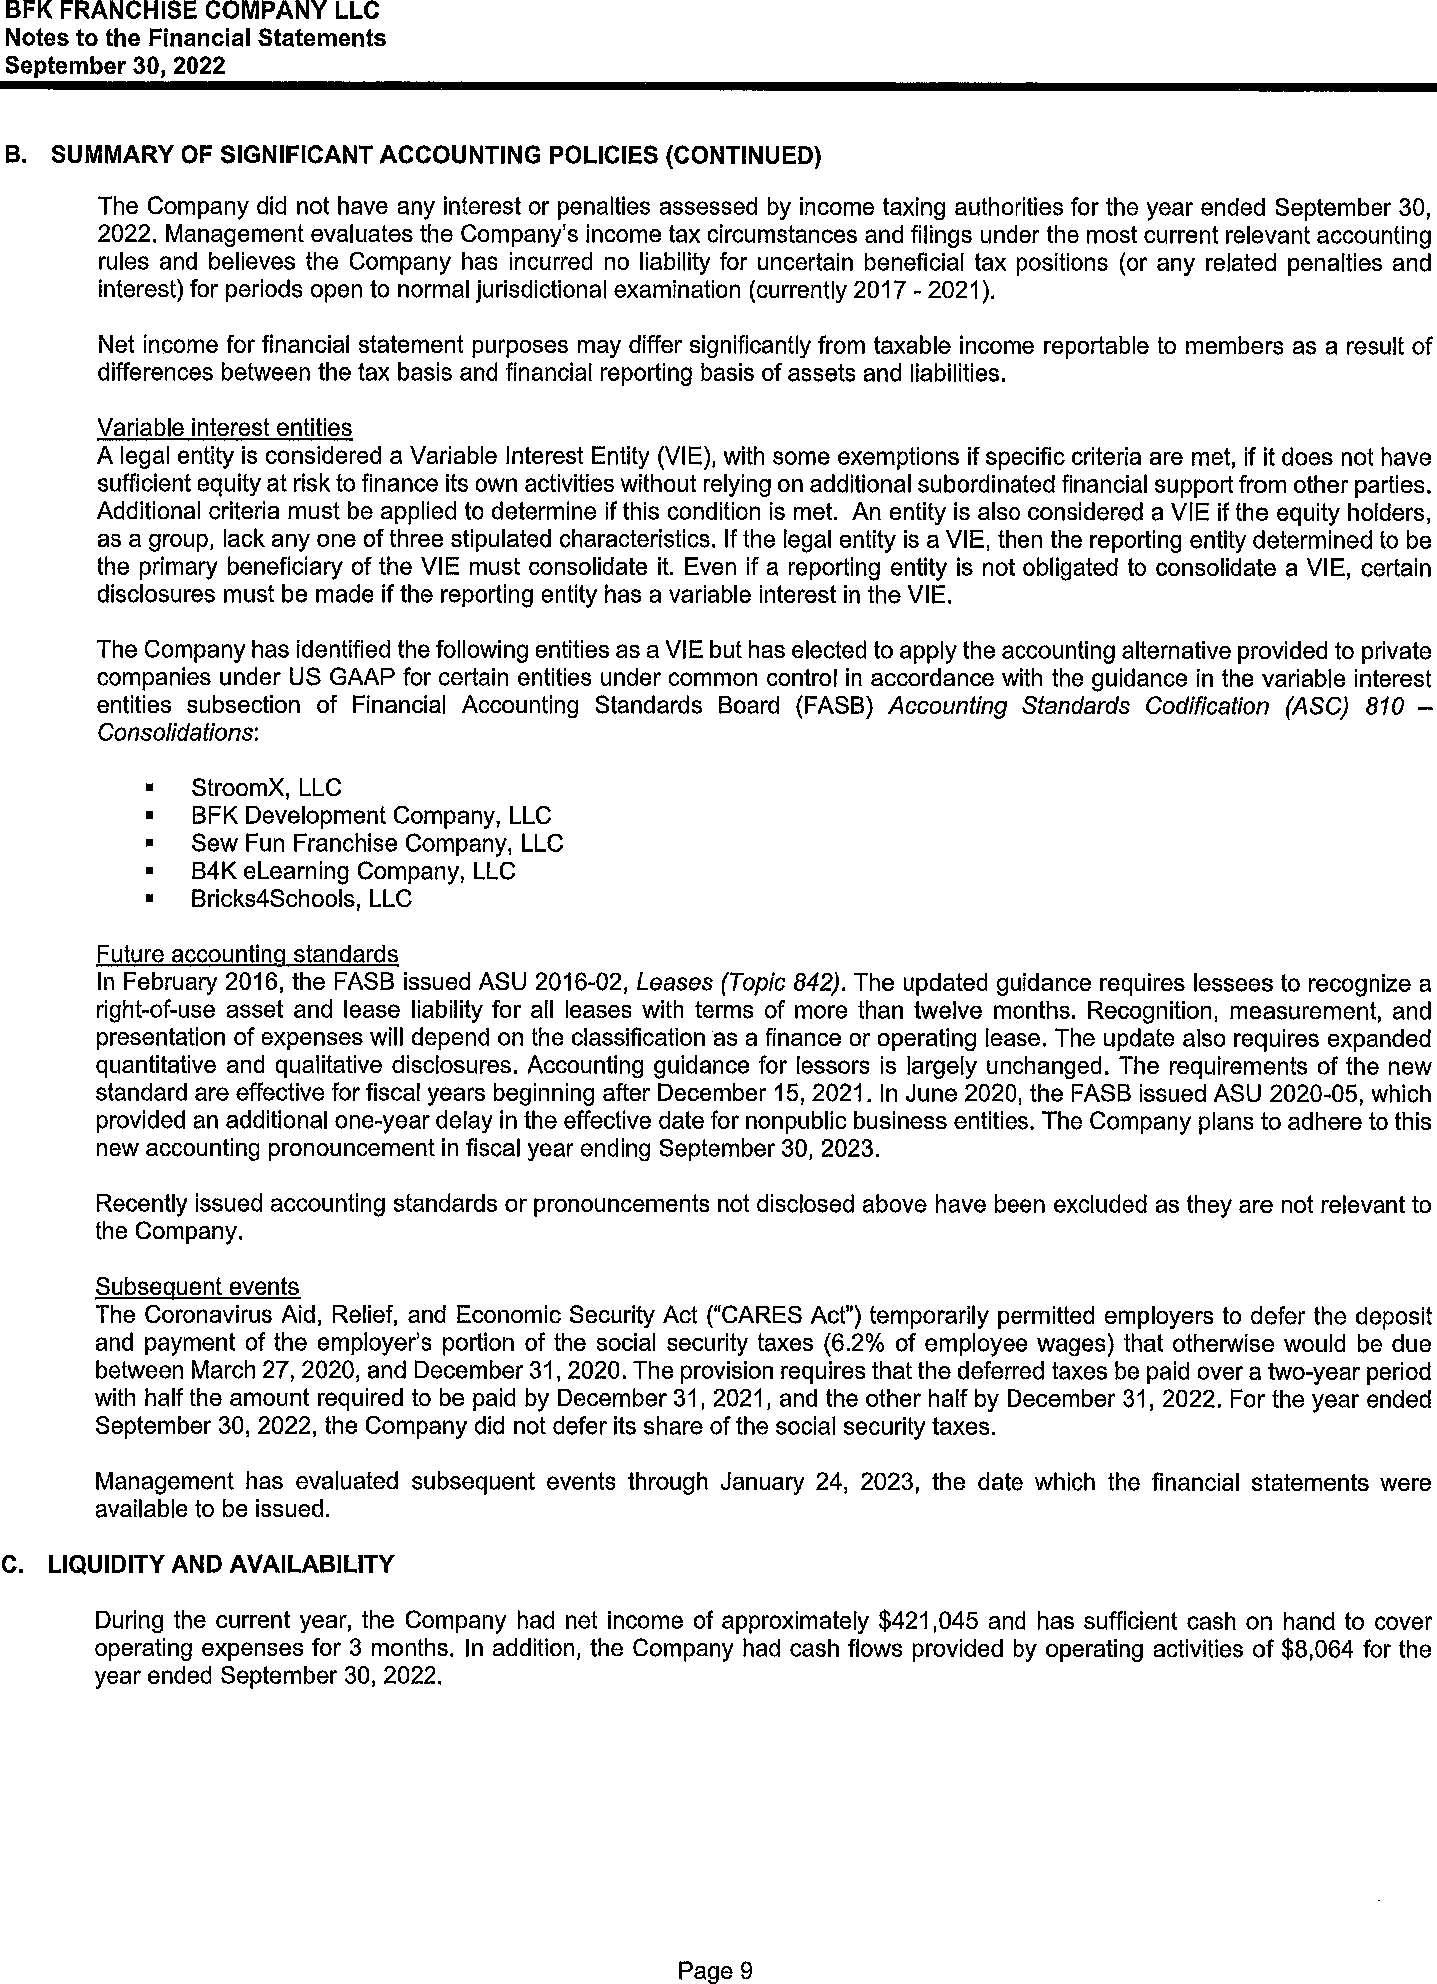 BFK FRANCHISE COMPANY LLC
Notes to the Financial Statements
September 30, 2022
B. SUMMARY OF SIGNIFICANT ACCOUNTING POLICIES (CONTINUED)
The Company did not have any interest or penalties assessed by income taxing authorities for the year ended September 30,
2022. Management evaluates the Company's income tax circumstances and filings under the most current relevant accounting
rules and believes the Company has incurred no liability for uncertain beneficial tax positions (or any related penalties and
interest) for periods open to normal jurisdictional examination (currently 2017 - 2021).
Net income for financial statement purposes may differ significantly from taxable income reportable to members as a result of
differences between the tax basis and financial reporting basis of assets and liabilities.
Variable interest entities
A legal entity is considered a Variable Interest Entity (VIE), with some exemptions if specific criteria are met, if it does not have
sufficient equity at risk to finance its own activities without relying on additional subordinated financial support from other parties.
Additional criteria must be applied to determine if this condition is met. An entity is also considered a VIE if the equity holders,
as a group, lack any one of three stipulated characteristics. If the legal entity is a VIE, then the reporting entity determined to be
the primary beneficiary of the VIE must consolidate it. Even if a reporting entity is not obligated to consolidate a VIE, certain
disclosures must be made if the reporting entity has a variable interest in the VIE.
The Company has identified the following entities as a VIE but has elected to apply the accounting alternative provided to private
companies under US GAAP for certain entities under common control in accordance with the guidance in the variable interest
entities subsection of Financial Accounting Standards Board (FASB) Accounting Standards Codification (ASC) 810 –
Consolidations:
▪ StroomX, LLC
▪ BFK Development Company, LLC
▪ Sew Fun Franchise Company, LLC
▪ B4K eLearning Company, LLC
▪ Bricks4Schools, LLC
Future accounting standards
In February 2016, the FASB issued ASU 2016-02, Leases (Topic 842). The updated guidance requires lessees to recognize a
right-of-use asset and lease liability for all leases with terms of more than twelve months. Recognition, measurement, and
presentation of expenses will depend on the classification as a finance or operating lease. The update also requires expanded
quantitative and qualitative disclosures. Accounting guidance for lessors is largely unchanged. The requirements of the new
standard are effective for fiscal years beginning after December 15, 2021. In June 2020, the FASB issued ASU 2020-05, which
provided an additional one-year delay in the effective date for nonpublic business entities. The Company plans to adhere to this
new accounting pronouncement in fiscal year ending September 30, 2023.
Recently issued accounting standards or pronouncements not disclosed above have been excluded as they are not relevant to
the Company.
Subsequent events
The Coronavirus Aid, Relief, and Economic Security Act (“CARES Act”) temporarily permitted employers to defer the deposit
and payment of the employer's portion of the social security taxes (6.2% of employee wages) that otherwise would be due
between March 27, 2020, and December 31, 2020. The provision requires that the deferred taxes be paid over a two-year period
with half the amount required to be paid by December 31, 2021, and the other half by December 31, 2022. For the year ended
September 30, 2022, the Company did not defer its share of the social security taxes.
Management has evaluated subsequent events through January 24, 2023, the date which the financial statements were
available to be issued.
C. LIQUIDITY AND AVAILABILITY
During the current year, the Company had net income of approximately $421,045 and has sufficient cash on hand to cover
operating expenses for 3 months. In addition, the Company had cash flows provided by operating activities of $8,064 for the
year ended September 30, 2022.
Page 9